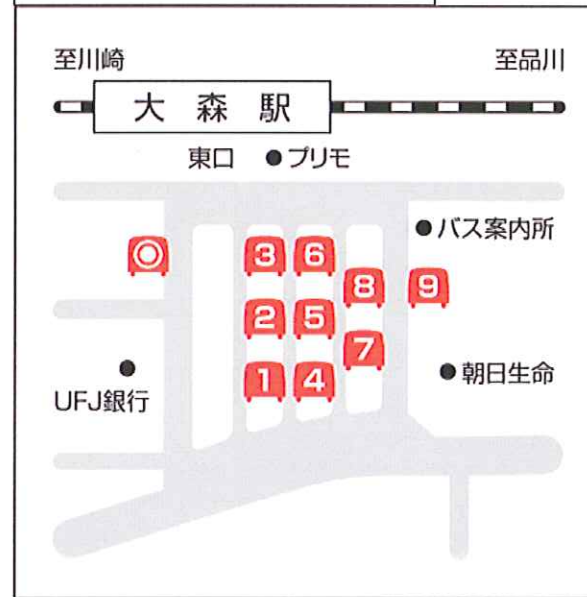 至川崎
至品川
大森駅
東口 ●プリモ
●バス案内所
◎
3 6
8 9
2 5
7
1 4
●朝日生命
UFJ銀行